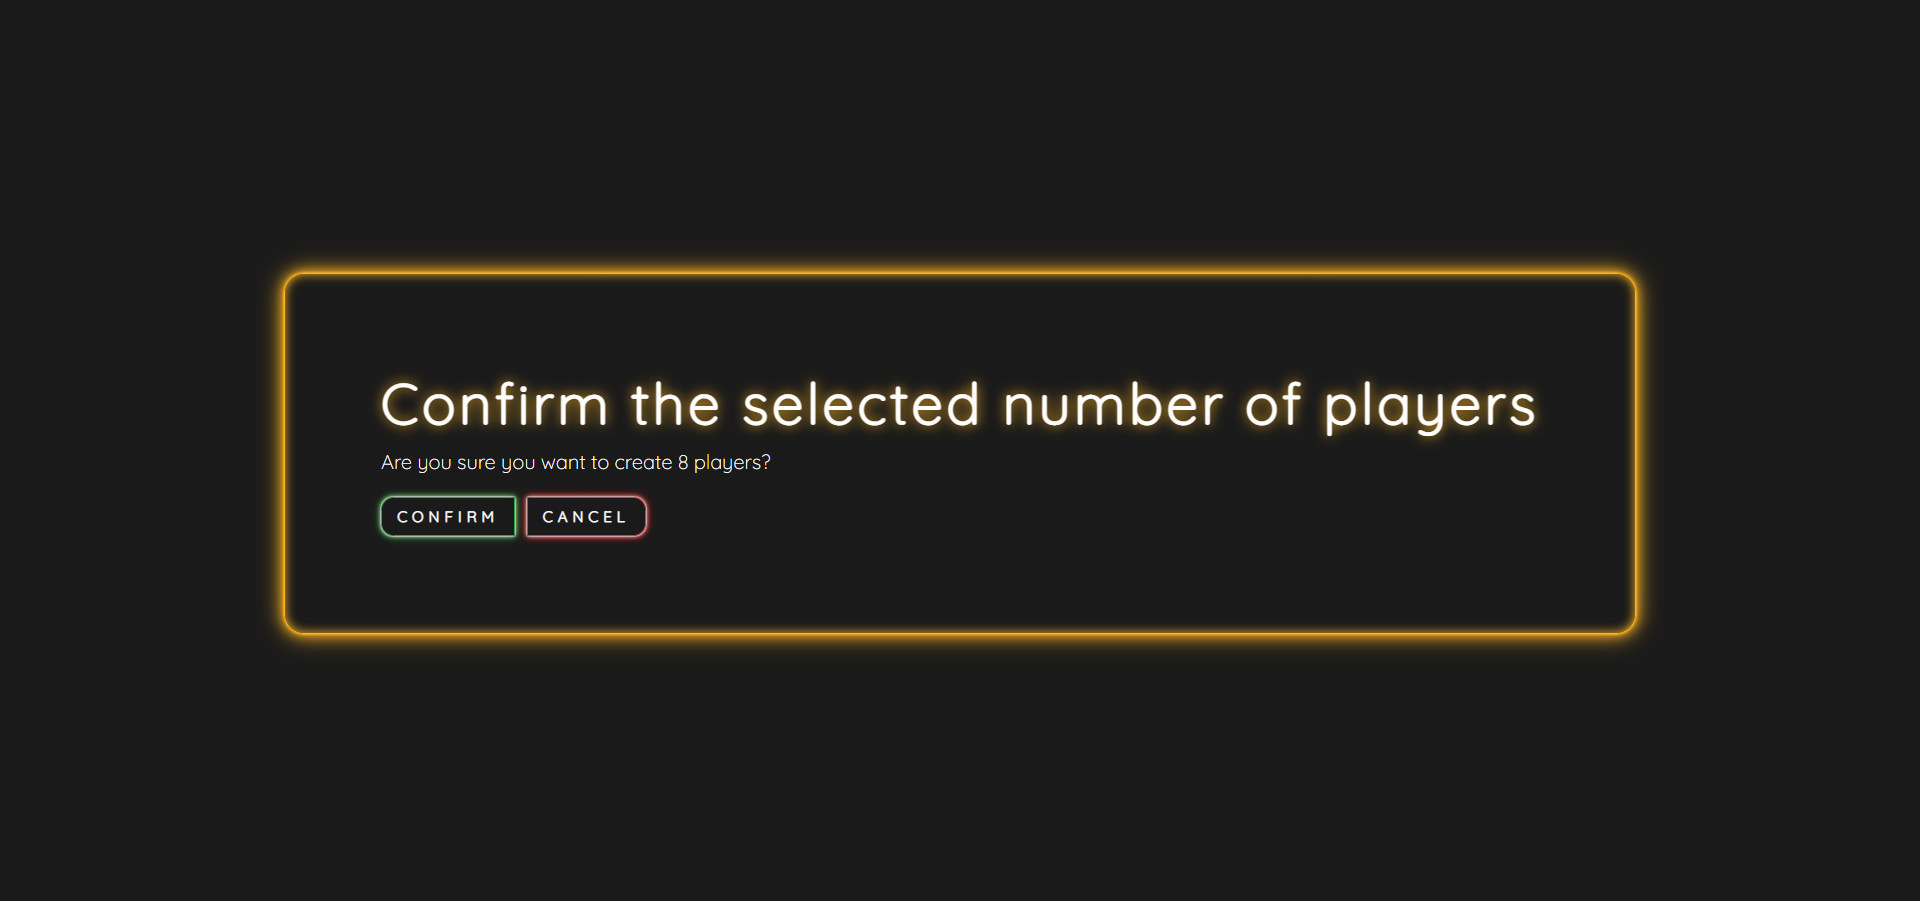 Confirm the selected number of players
Are you sure you want to create 8 players?
CONFIRM CANCEL